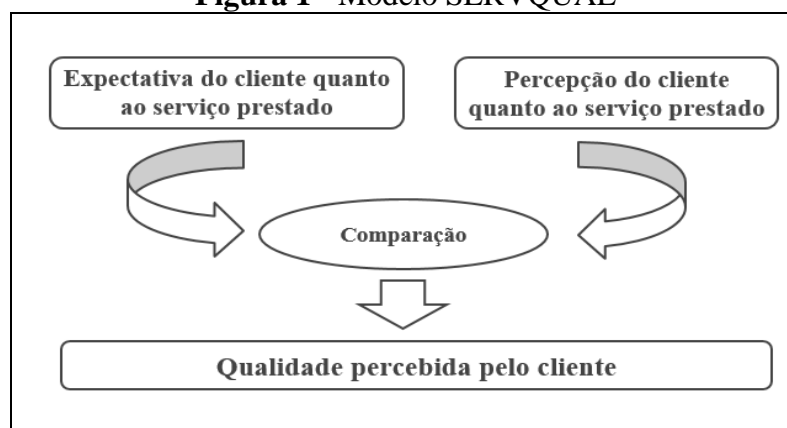 Figura 1 - Modelo SERVQUAL
Expectativa do cliente quanto
ao serviço prestado
Percepção do cliente
quanto ao serviço prestado
Comparação
Qualidade percebida pelo cliente